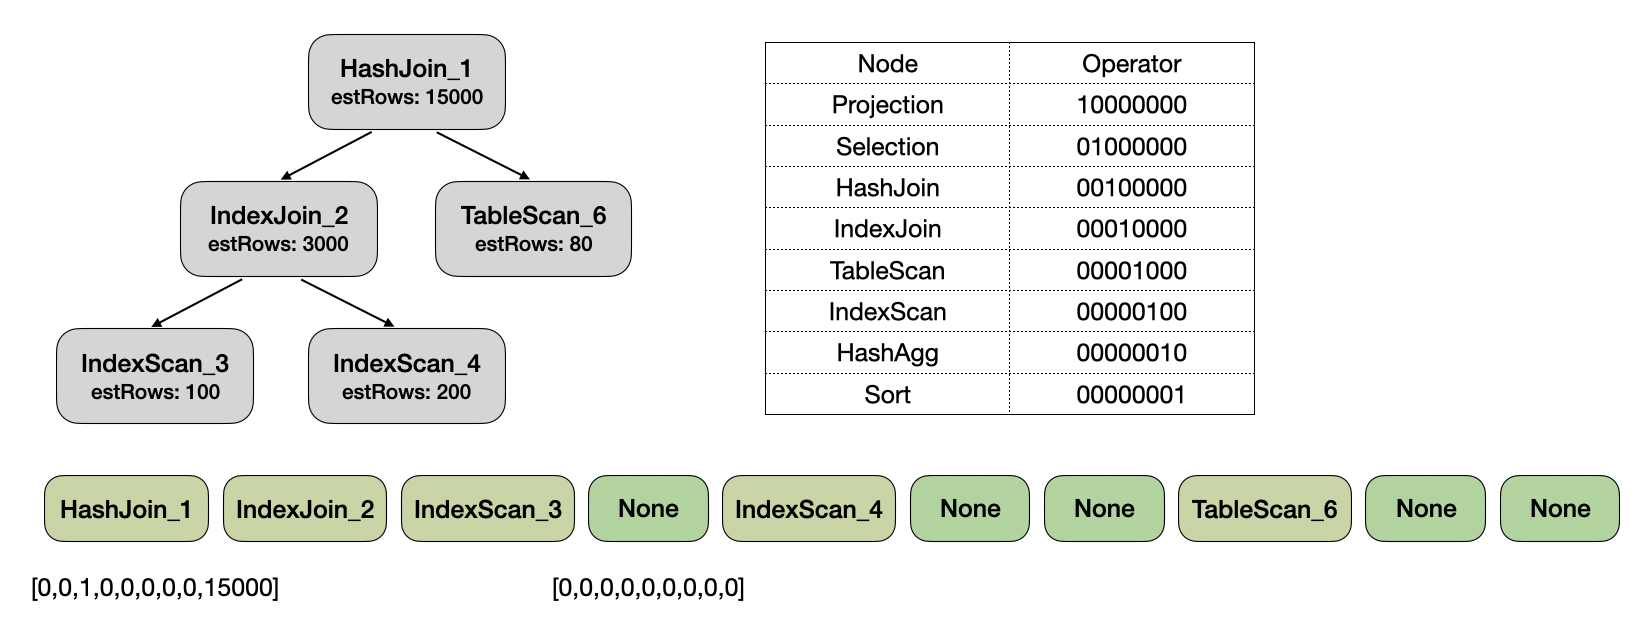 HashJoin_1
estRows: 15000
IndexJoin_2
estRows: 3000
TableScan_6
estRows: 80
IndexScan_3
estRows: 100
IndexScan_4
estRows: 200
Node Operator
Projection 10000000
Selection 01000000
HashJoin 00100000
IndexJoin 00010000
TableScan 00001000
IndexScan 00000100
HashAgg 00000010
Sort 00000001
HashJoin_1 IndexJoin_2 IndexScan_3 None IndexScan_4 None None TableScan_6 None None
[0,0,1,0,0,0,0,0,15000] [0,0,0,0,0,0,0,0,0]